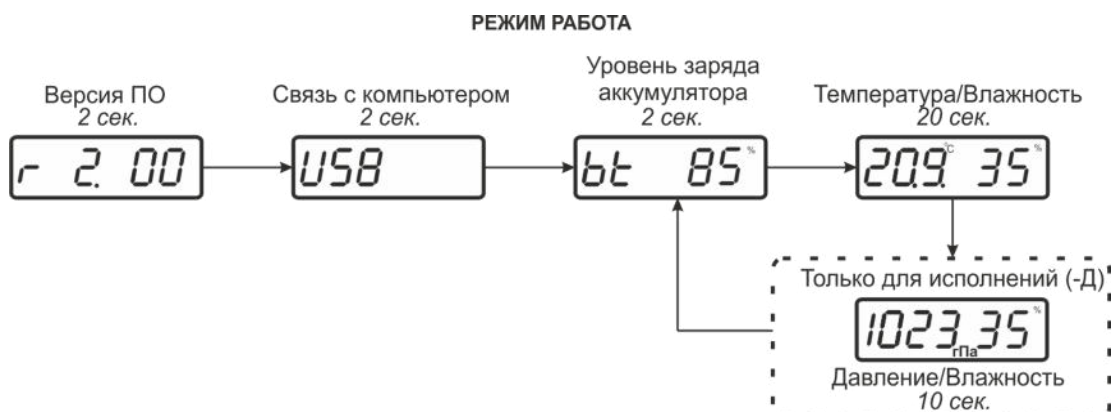 РЕЖИМ РАБОТА
Версия ПО
2 сек.
r 2. 00
Связь с компьютером
2 сек.
USB
Уровень заряда
аккумулятора
2 сек.
bt 85 %
Температура/Влажность
20 сек.
20.9. °C 35 %
Только для исполнений (-Д)
1023 гПа 35 %
Давление/Влажность
10 сек.